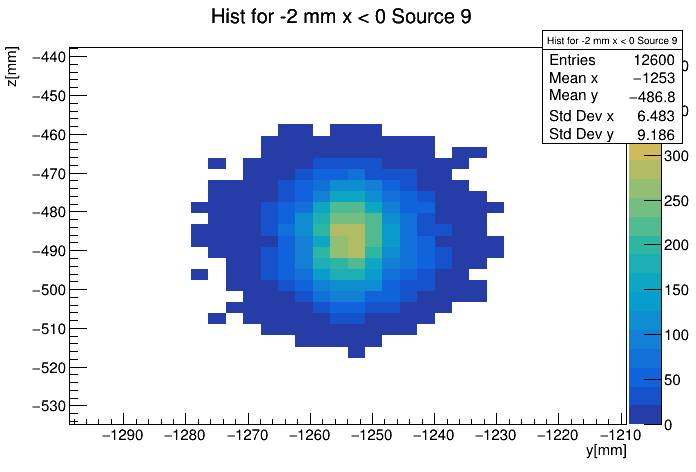 Hist for -2 mm x < 0 Source 9
Hist for -2 mm x < 0 Source 9
Entries 12600
Mean x −1253
Mean y −486.8
Std Dev x 6.483
Std Dev y 9.186
z[mm]
−440
−450
−460
−470
−480
−490
−500
−510
−520
−530
−1290 −1280 −1270 −1260 −1250 −1240 −1230 −1220 −1210
y[mm]
0
0
300
250
200
150
100
50
0